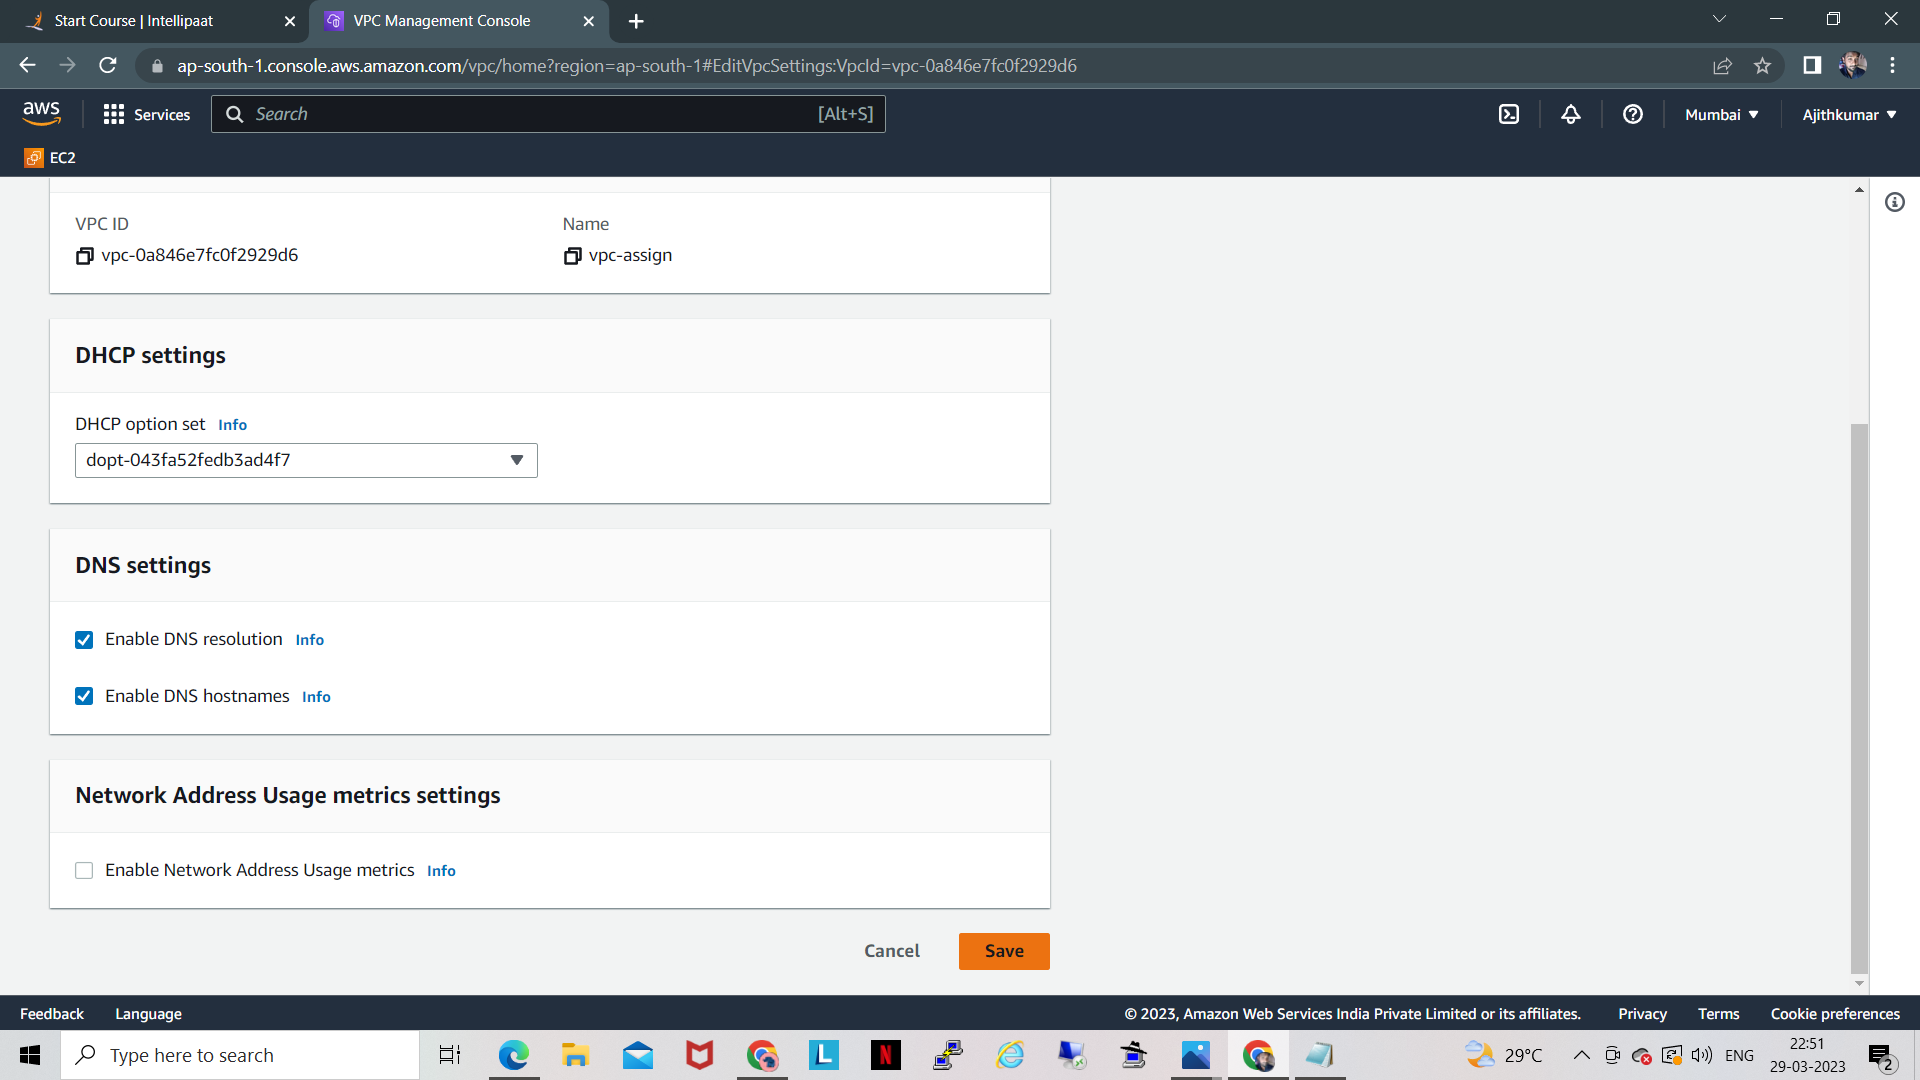 Start Course | Intellipaat
VPC Management Console
ap-south-1.console.aws.amazon.com/vpc/home?region=ap-south-1#EditVpcSettings:VpcId=vpc-0a846e7fc0f2929d6
aws
Services
Search
[Alt+S]
Mumbai
Ajithkumar
EC2
VPC ID
Name
vpc-0a846e7fc0f2929d6
vpc-assign
DHCP settings
DHCP option set Info
dopt-043fa52fedb3ad4f7
DNS settings
Enable DNS resolution Info
Enable DNS hostnames Info
Network Address Usage metrics settings
Enable Network Address Usage metrics Info
Cancel
Save
Feedback
Language
© 2023, Amazon Web Services India Private Limited or its affiliates.
Privacy
Terms
Cookie preferences
Type here to search
L
N
29°C
ENG
22:51
29-03-2023
2